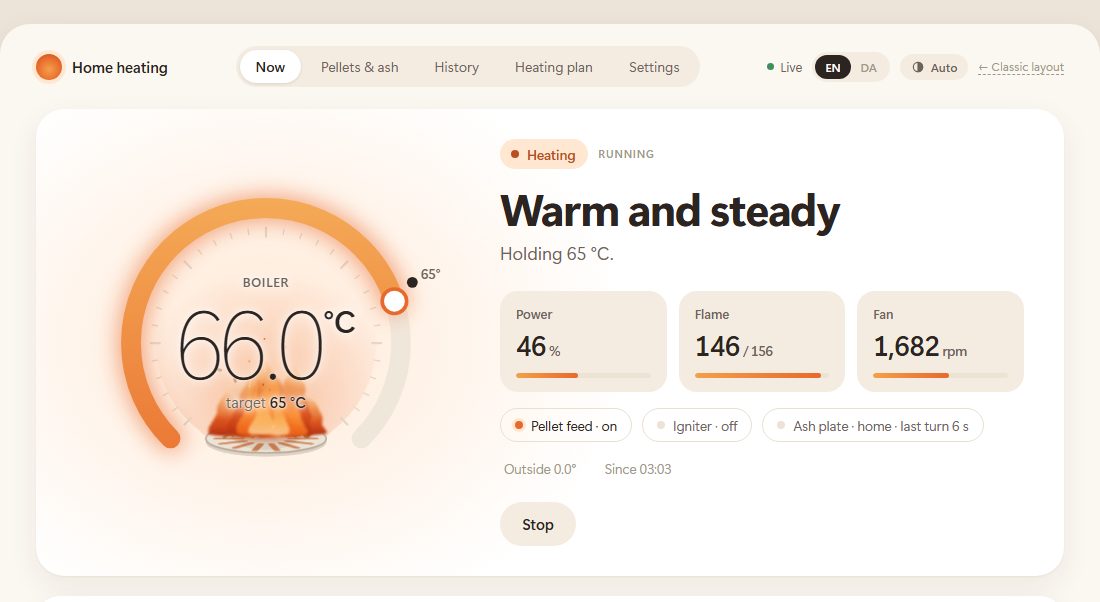 Home heating
Now Pellets & ash History Heating plan Settings
Live EN DA Auto ← Classic layout
BOILER
66.0 °C
target 65 °C
65°
Heating RUNNING
Warm and steady
Holding 65 °C.
Power
46 %
Flame
146 / 156
Fan
1,682 rpm
Pellet feed · on
Igniter · off
Ash plate · home · last turn 6 s
Outside 0.0° Since 03:03
Stop